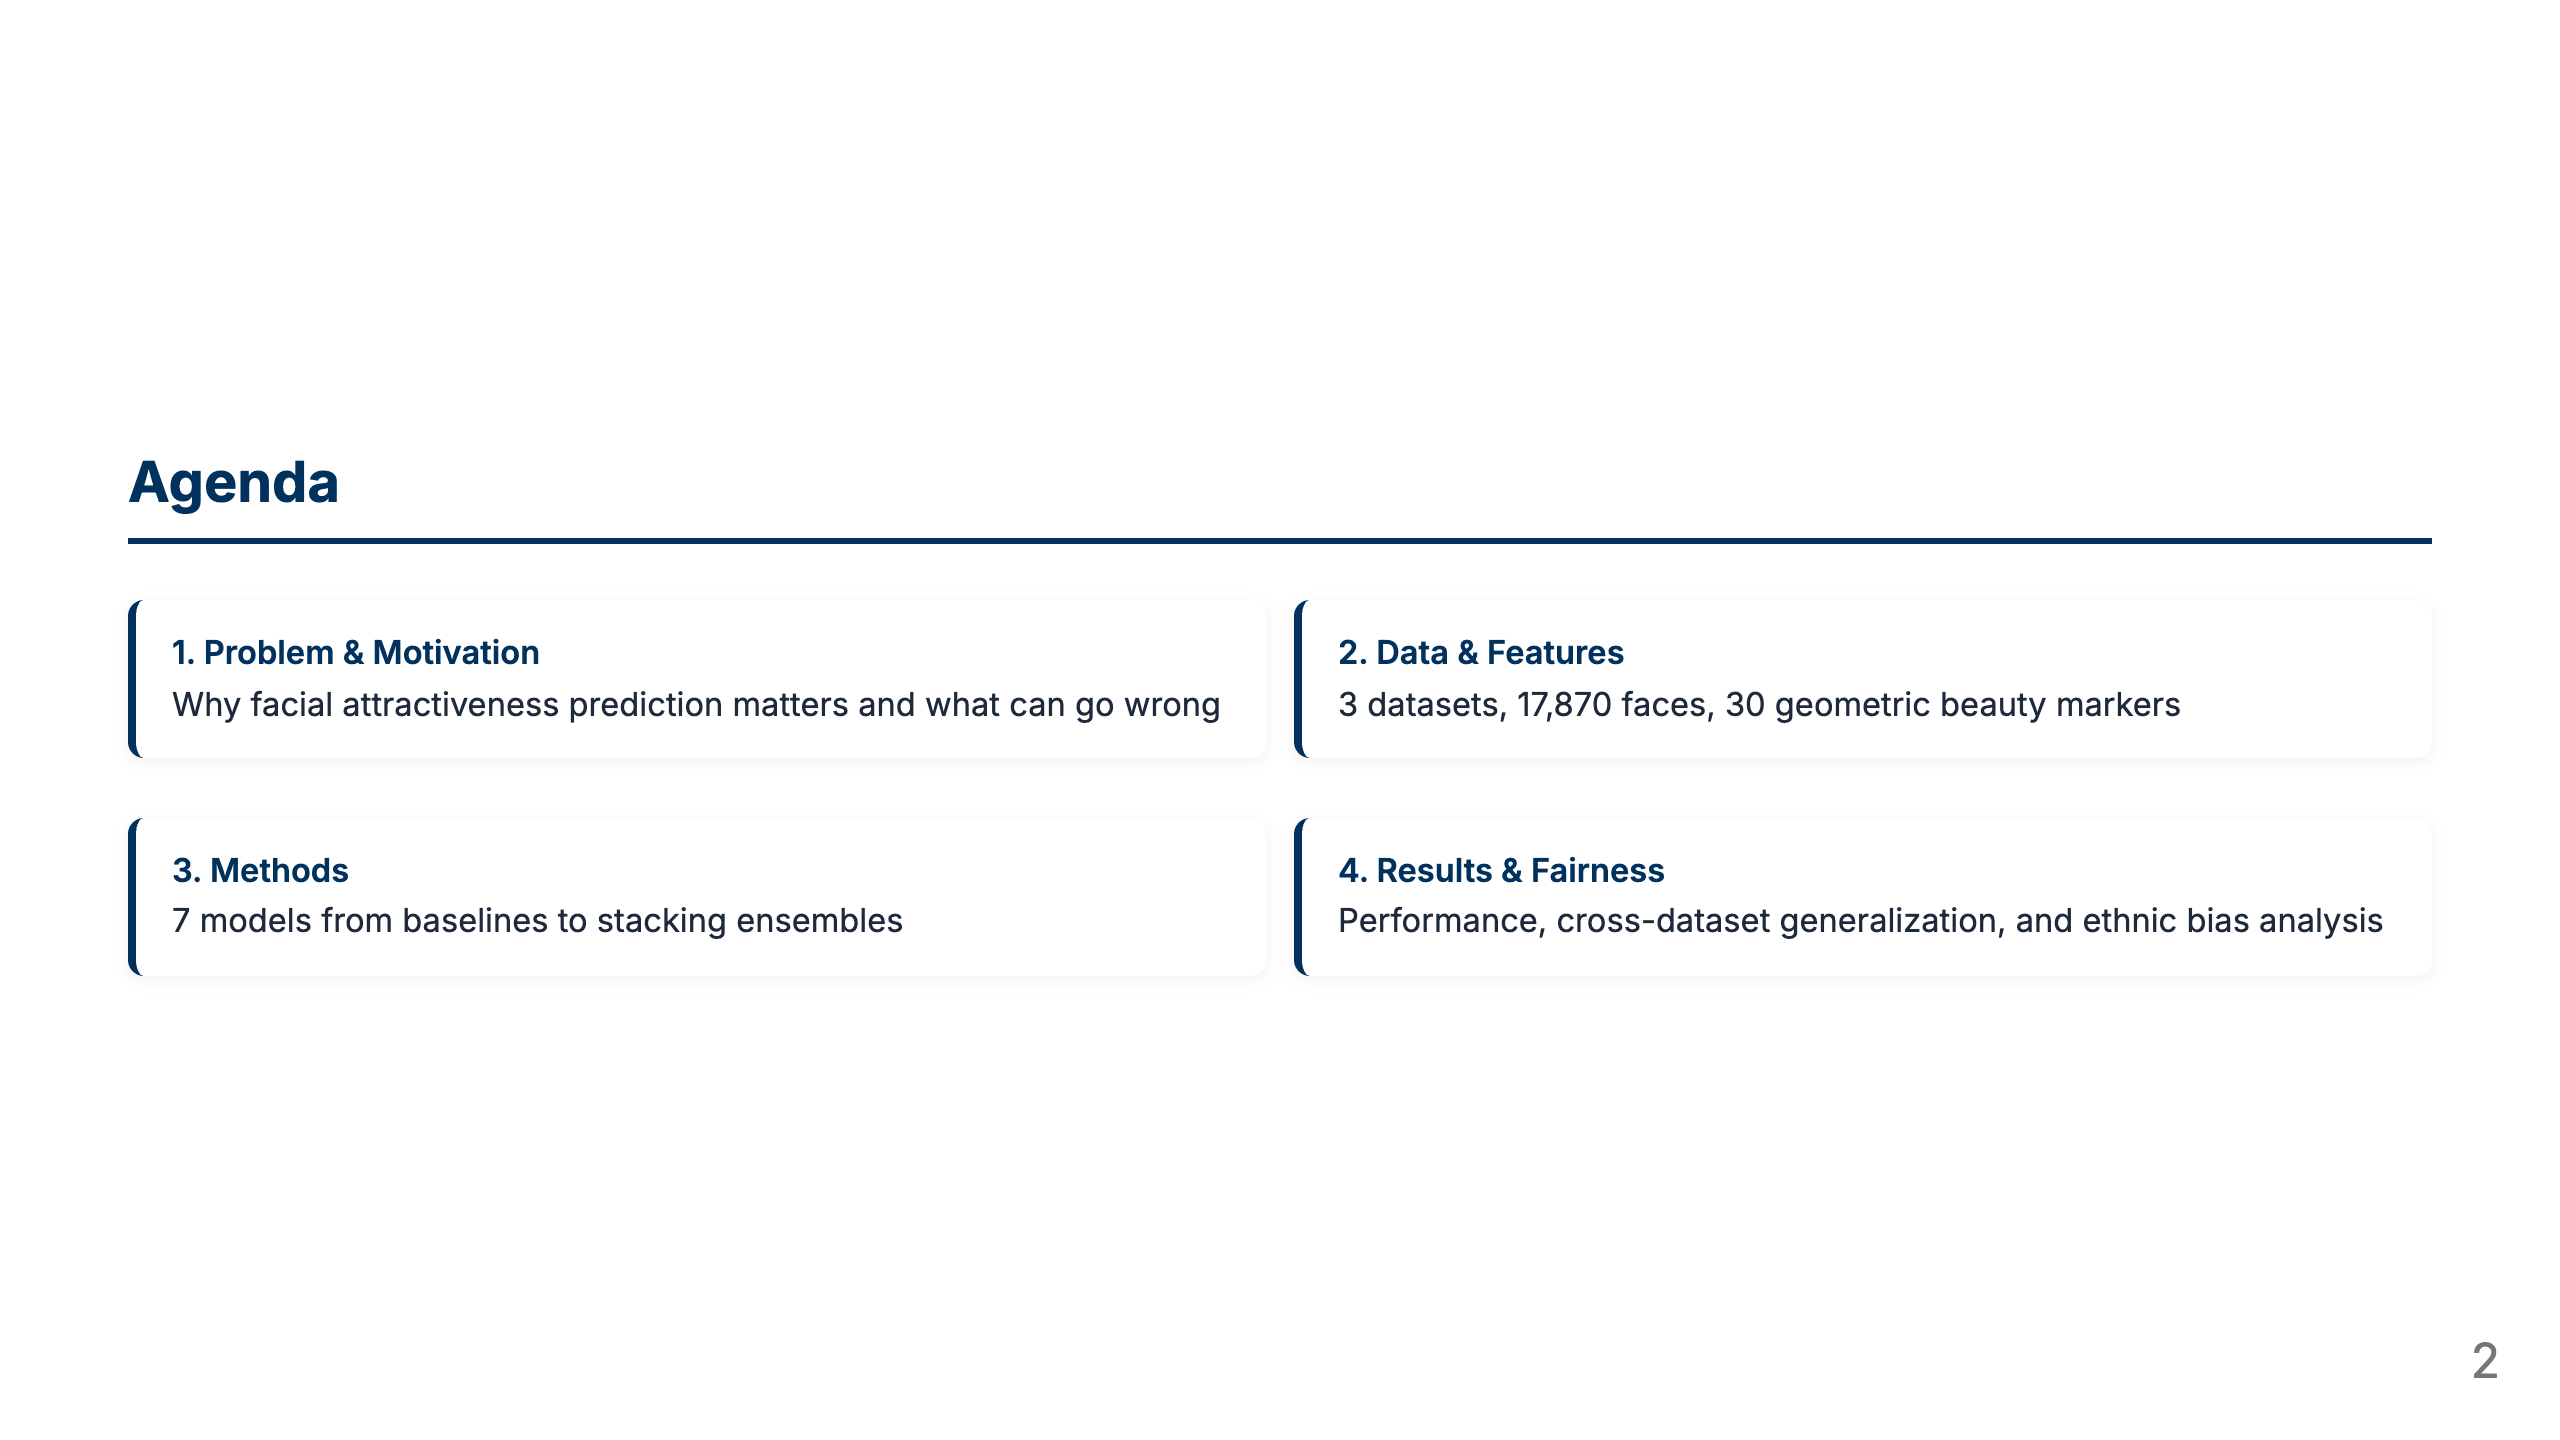 Agenda
1. Problem & Motivation
Why facial attractiveness prediction matters and what can go wrong
2. Data & Features
3 datasets, 17,870 faces, 30 geometric beauty markers
3. Methods
7 models from baselines to stacking ensembles
4. Results & Fairness
Performance, cross-dataset generalization, and ethnic bias analysis
2